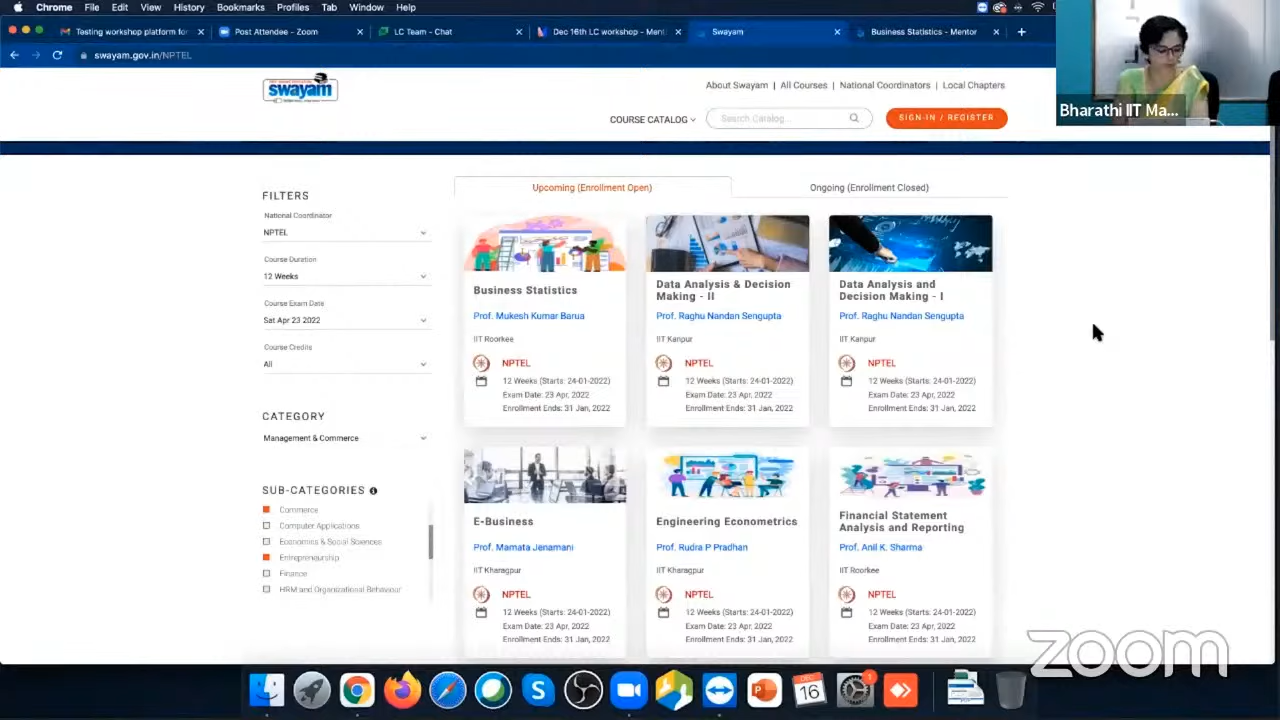 Chrome File Edit View History Bookmarks Profiles Tab Window Help
Testing workshop platform for
Post Attendee - Zoom
LC Team - Chat
Dec 16th LC workshop - Ment
Swayam
Business Statistics - Mentor
swayam.gov.in/NPTEL
swayam
About Swayam | All Courses | National Coordinators | Local Chapters
COURSE CATALOG
Search Catalog...
SIGN-IN / REGISTER
Bharathi IIT Ma...
FILTERS
National Coordinator
NPTEL
Course Duration
12 Weeks
Course Exam Date
Sat Apr 23 2022
Course Credits
All
CATEGORY
Management & Commerce
SUB-CATEGORIES
Commerce
Computer Applications
Economics & Social Sciences
Entrepreneurship
Finance
HRM and Organizational Behaviour
Upcoming (Enrollment Open)
Ongoing (Enrollment Closed)
Business Statistics
Prof. Mukesh Kumar Barua
IIT Roorkee
NPTEL
12 Weeks (Starts: 24-01-2022)
Exam Date: 23 Apr, 2022
Enrollment Ends: 31 Jan, 2022
Data Analysis & Decision
Making - II
Prof. Raghu Nandan Sengupta
IIT Kanpur
NPTEL
12 Weeks (Starts: 24-01-2022)
Exam Date: 23 Apr, 2022
Enrollment Ends: 31 Jan, 2022
Data Analysis and
Decision Making - I
Prof. Raghu Nandan Sengupta
IIT Kanpur
NPTEL
12 Weeks (Starts: 24-01-2022)
Exam Date: 23 Apr, 2022
Enrollment Ends: 31 Jan, 2022
E-Business
Prof. Mamata Jenamani
IIT Kharagpur
NPTEL
12 Weeks (Starts: 24-01-2022)
Exam Date: 23 Apr, 2022
Enrollment Ends: 31 Jan, 2022
Engineering Econometrics
Prof. Rudra P Pradhan
IIT Kharagpur
NPTEL
12 Weeks (Starts: 24-01-2022)
Exam Date: 23 Apr, 2022
Enrollment Ends: 31 Jan, 2022
Financial Statement
Analysis and Reporting
Prof. Anil K. Sharma
IIT Roorkee
NPTEL
12 Weeks (Starts: 24-01-2022)
Exam Date: 23 Apr, 2022
Enrollment Ends: 31 Jan, 2022
zoom
DEC
16
1